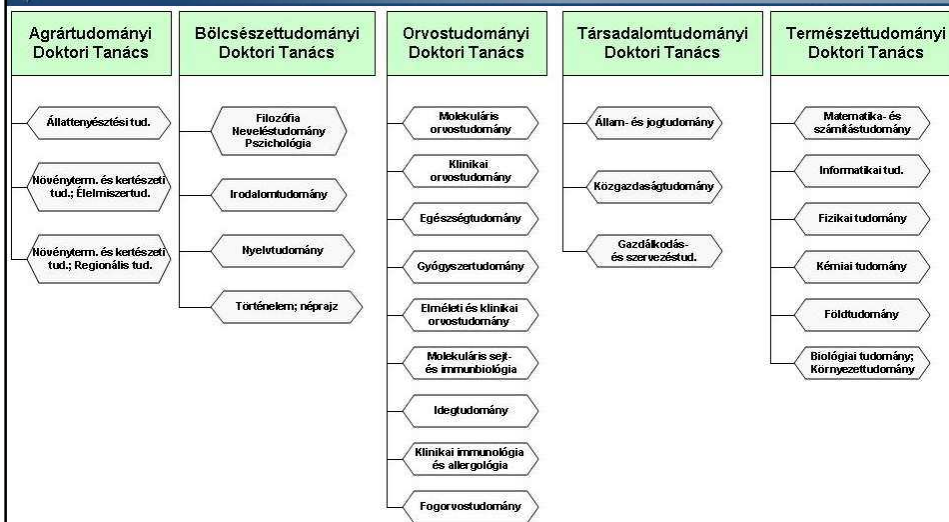 Agrártudományi
Doktori Tanács
Állattenyésztési tud.
Növényterm. és kertészeti
tud.; Élelmiszertud.
Növényterm. és kertészeti
tud.; Regionális tud.
Bölcsészettudományi
Doktori Tanács
Filozófia
Neveléstudomány
Pszichológia
Irodalomtudomány
Nyelvtudomány
Történelem; néprajz
Orvostudományi
Doktori Tanács
Molekuláris
orvostudomány
Klinikai
orvostudomány
Egészségtudomány
Gyógyszertudomány
Elméleti és klinikai
orvostudomány
Molekuláris sejt-
és immunbiológia
Idegtudomány
Klinikai immunológia
és allergológia
Fogorvostudomány
Társadalomtudományi
Doktori Tanács
Állam- és jogtudomány
Közgazdaságtudomány
Gazdálkodás-
és szervezéstud.
Természettudományi
Doktori Tanács
Matematika- és
számítástudomány
Informatikai tud.
Fizikai tudomány
Kémiai tudomány
Földtudomány
Biológiai tudomány;
Környezettudomány